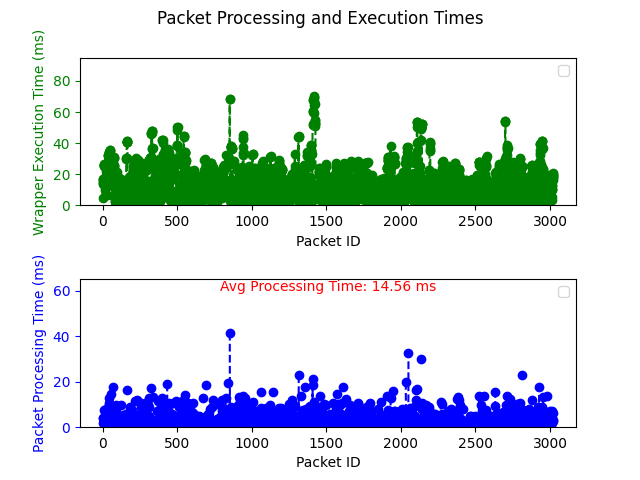 Packet Processing and Execution Times
Wrapper Execution Time (ms)
80
60
40
20
0
0 500 1000 1500 2000 2500 3000
Packet ID
Avg Processing Time: 14.56 ms
Packet Processing Time (ms)
60
40
20
0
0 500 1000 1500 2000 2500 3000
Packet ID